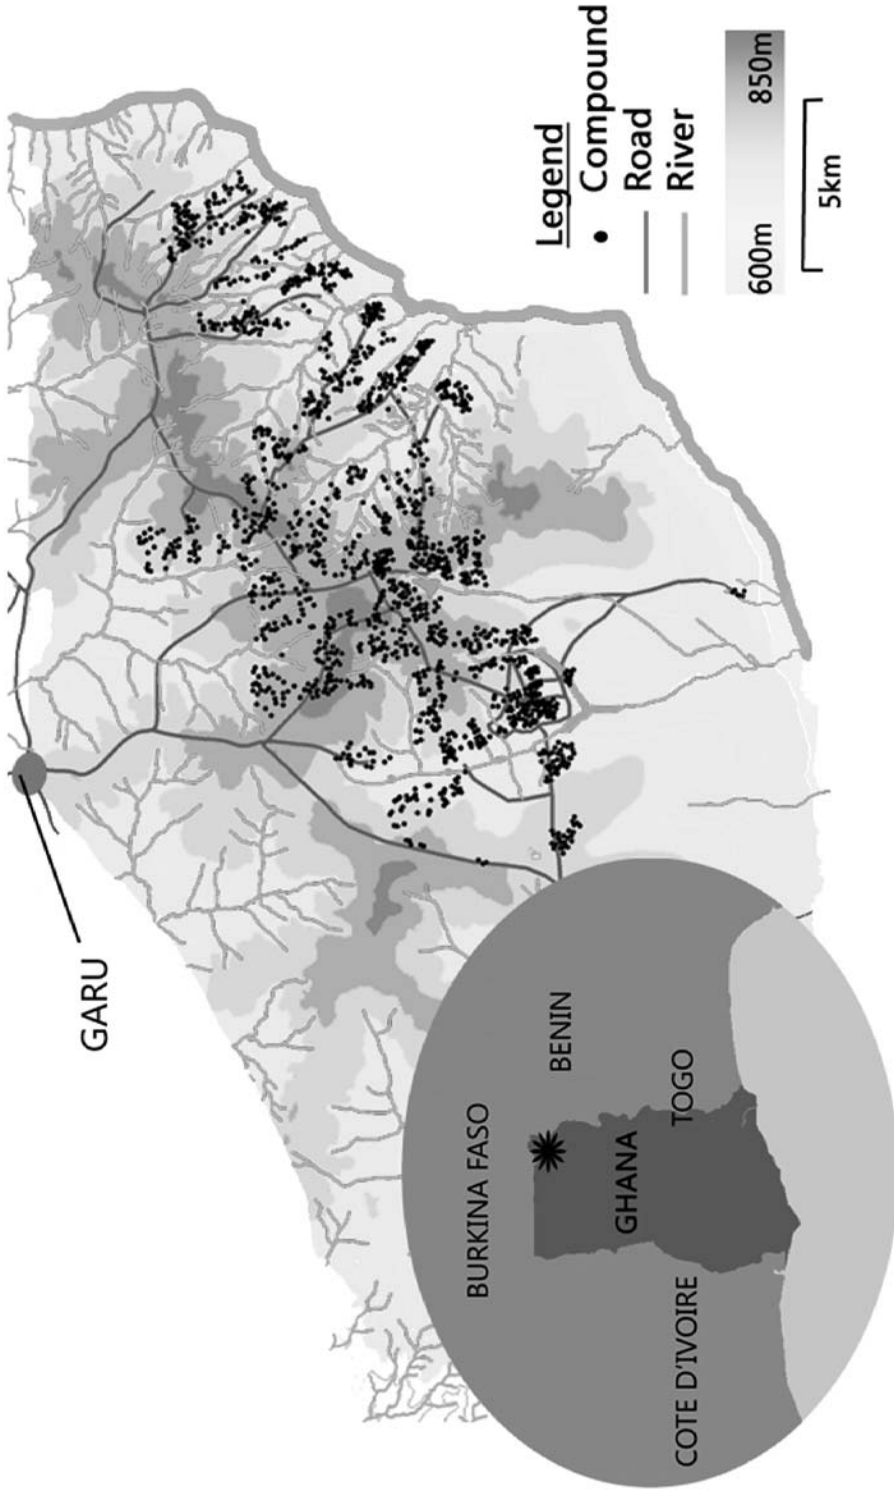 GARU
Legend
Compound
Road
River
600m
850m
5km
BURKINA FASO
BENIN
GHANA
TOGO
COTE D'IVOIRE